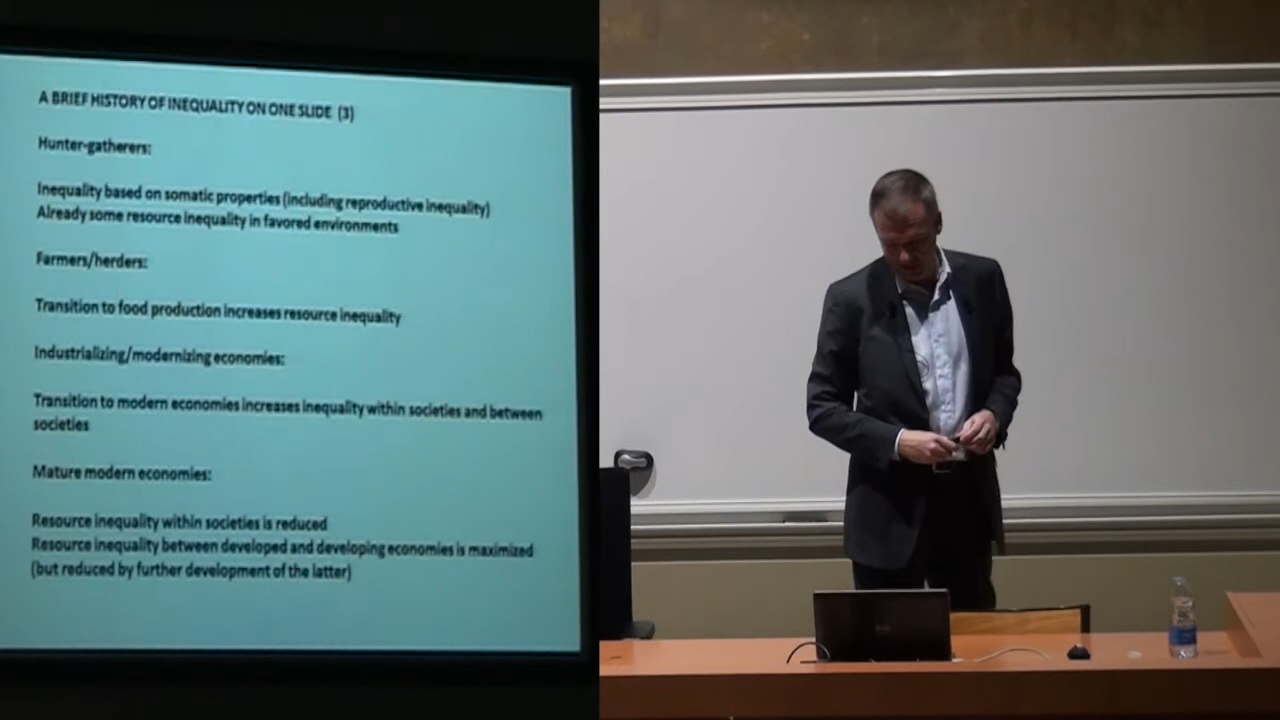 A BRIEF HISTORY OF INEQUALITY ON ONE SLIDE (3)
Hunter-gatherers:
Inequality based on somatic properties (including reproductive inequality)
Already some resource inequality in favored environments
Farmers/herders:
Transition to food production increases resource inequality
Industrializing/modernizing economies:
Transition to modern economies increases inequality within societies and between
societies
Mature modern economies:
Resource inequality within societies is reduced
Resource inequality between developed and developing economies is maximized
(but reduced by further development of the latter)